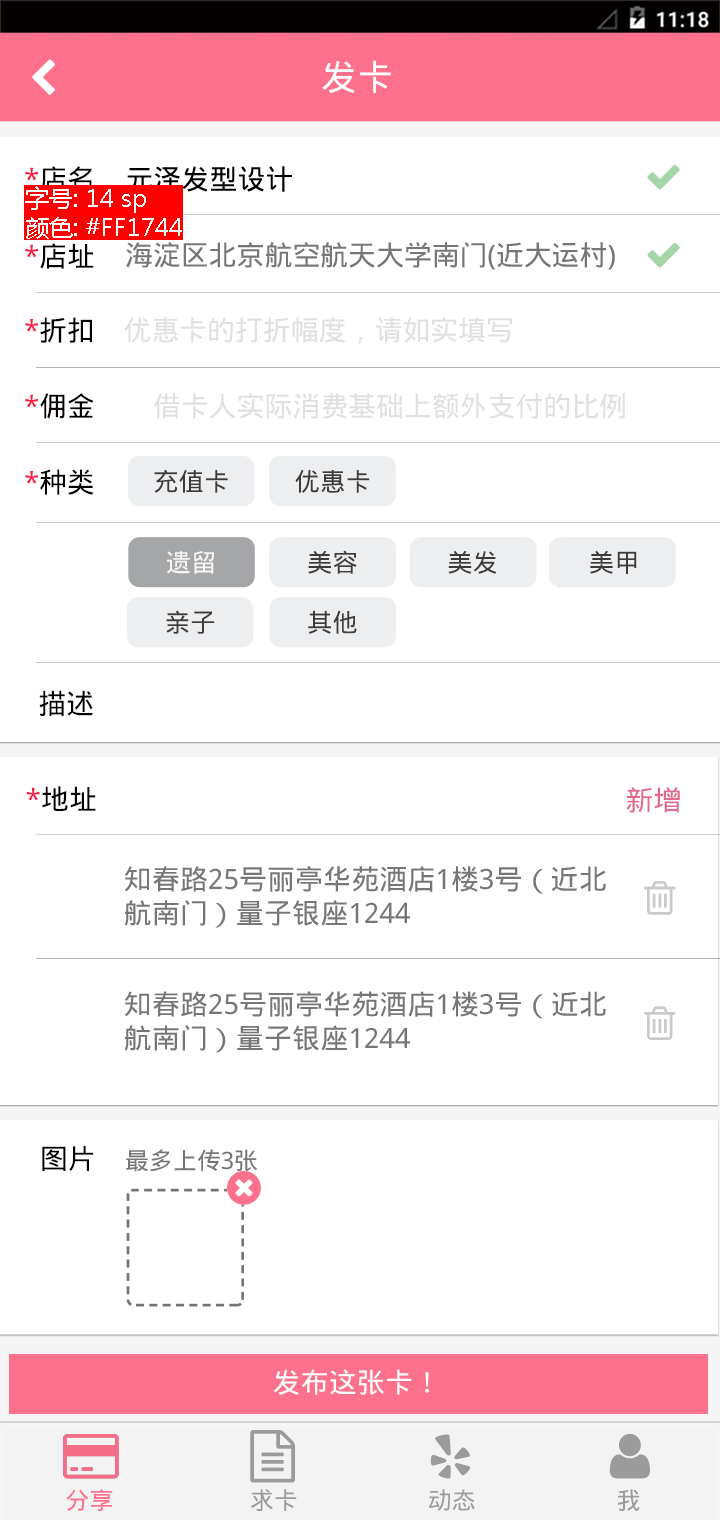 11:18
发卡
*店名 元泽发型设计
字号: 14 sp
颜色: #FF1744
*店址 海淀区北京航空航天大学南门(近大运村)
*折扣 优惠卡的打折幅度，请如实填写
*佣金 借卡人实际消费基础上额外支付的比例
*种类 充值卡 优惠卡
遗留 美容 美发 美甲
亲子 其他
描述
*地址 新增
知春路25号丽亭华苑酒店1楼3号（近北
航南门）量子银座1244
知春路25号丽亭华苑酒店1楼3号（近北
航南门）量子银座1244
图片 最多上传3张
发布这张卡！
分享 求卡 动态 我